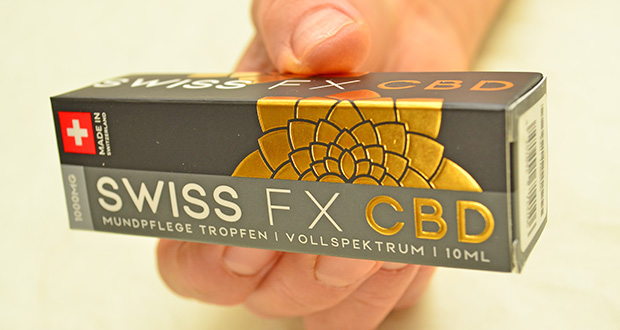 SWISS FX CBD
MADE IN
SWITZERLAND
1000MG
SWISS FX CBD
MUNDPFLEGE TROPFEN | VOLLSPEKTRUM | 10ML